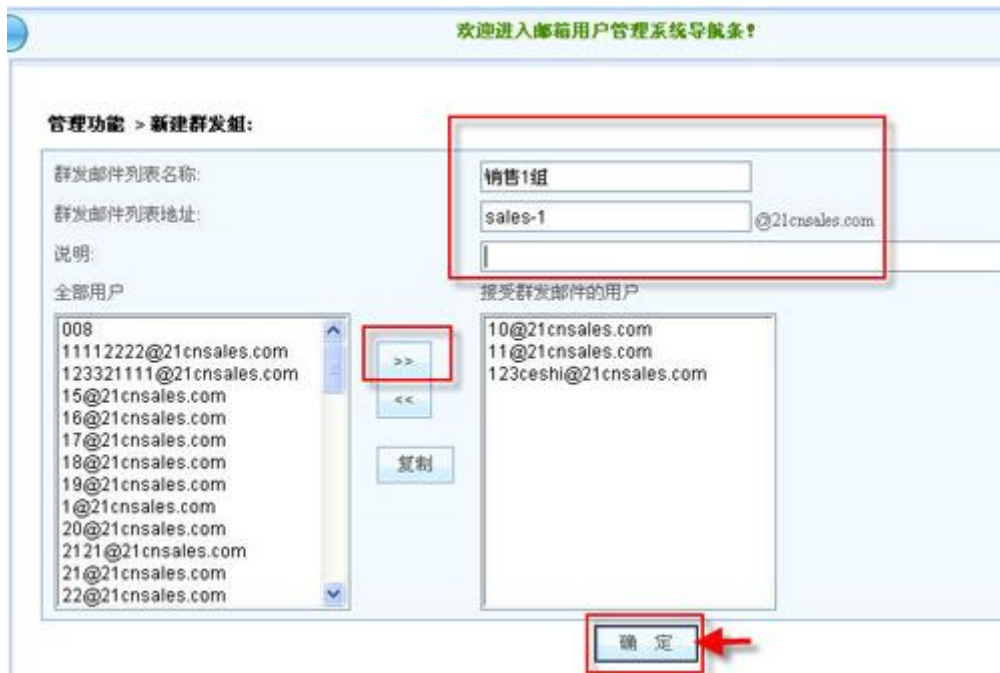 欢迎进入邮箱用户管理系统导航条!
管理功能 > 新建群发组:
群发邮件列表名称:
销售1组
群发邮件列表地址:
sales-1
@21cnsales.com
说明:
全部用户
接受群发邮件的用户
008
11112222@21cnsales.com
123321111@21cnsales.com
15@21cnsales.com
16@21cnsales.com
17@21cnsales.com
18@21cnsales.com
19@21cnsales.com
1@21cnsales.com
20@21cnsales.com
2121@21cnsales.com
21@21cnsales.com
22@21cnsales.com
>>
<<
复制
10@21cnsales.com
11@21cnsales.com
123ceshi@21cnsales.com
确 定